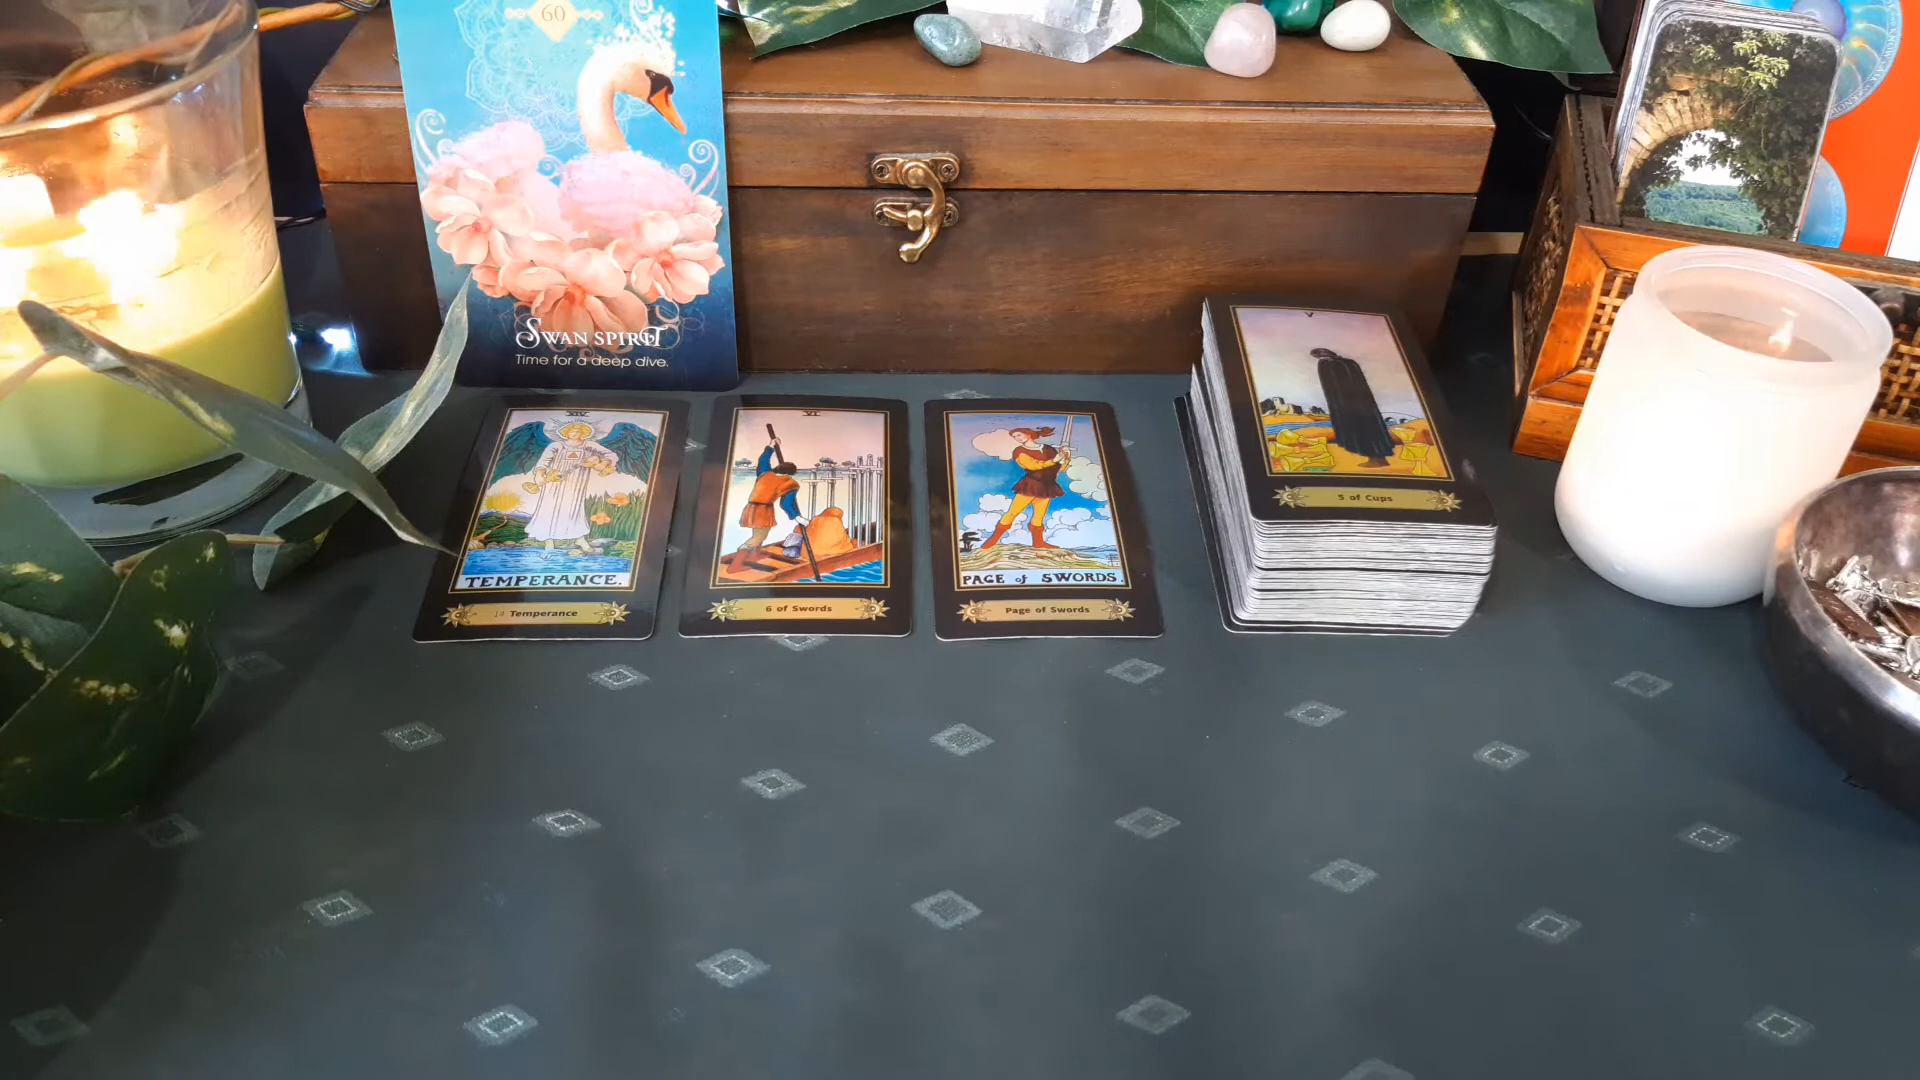 60
SWAN SPIRIT
Time for a deep dive.
XIV
TEMPERANCE.
14 Temperance
VI
6 of Swords
PAGE of SWORDS.
Page of Swords
V
5 of Cups